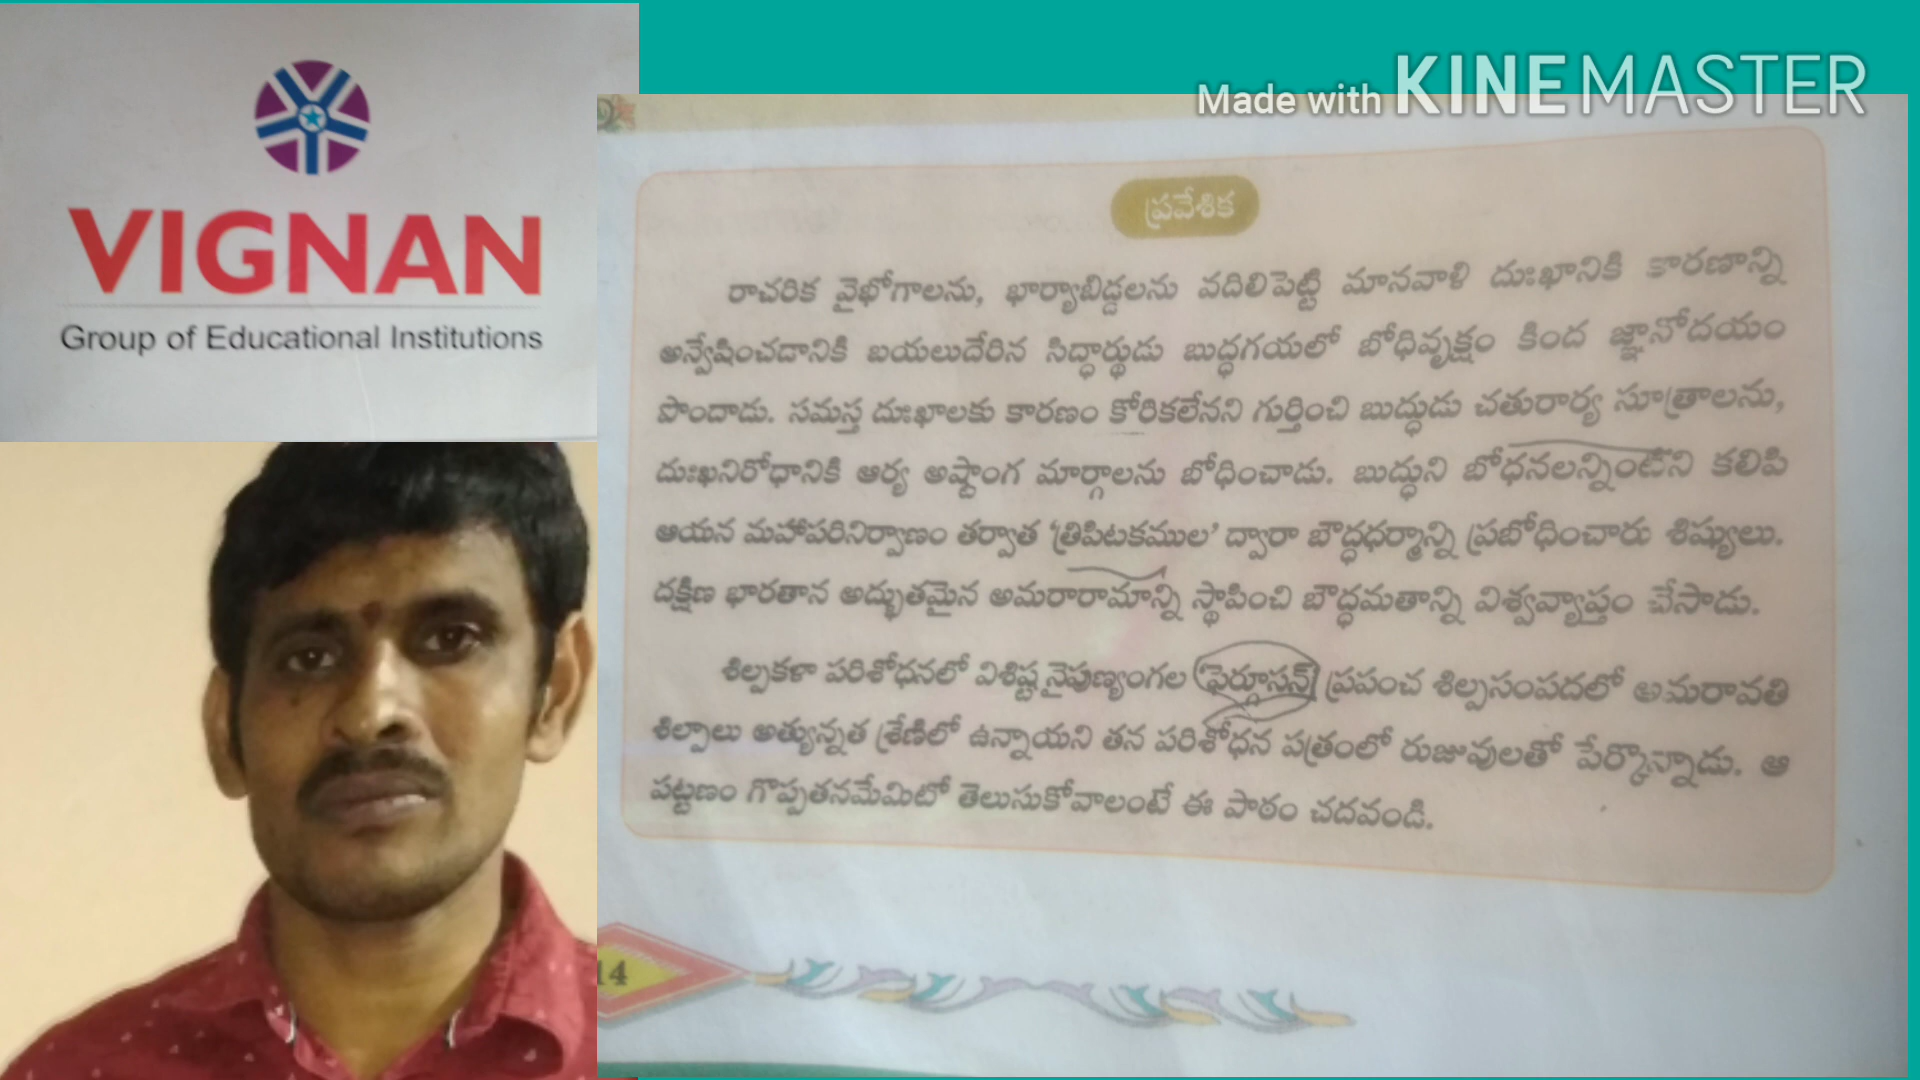 VIGNAN
Group of Educational Institutions
Made with KINEMASTER
ప్రవేశిక
రాచరిక వైభోగాలను, భార్యాబిడ్డలను వదిలిపెట్టి మానవాళి దుఃఖానికి కారణాన్ని
అన్వేషించడానికి బయలుదేరిన సిద్ధార్థుడు బుద్ధగయలో బోధివృక్షం కింద జ్ఞానోదయం
పొందాడు. సమస్త దుఃఖాలకు కారణం కోరికలేనని గుర్తించి బుద్ధుడు చతురార్య సూత్రాలను,
దుఃఖనిరోధానికి ఆర్య అష్టాంగ మార్గాలను బోధించాడు. బుద్ధుని బోధనలన్నింటిని కలిపి
ఆయన మహాపరినిర్వాణం తర్వాత ‘త్రిపిటకముల’ ద్వారా బౌద్ధధర్మాన్ని ప్రబోధించారు శిష్యులు.
దక్షిణ భారతాన అద్భుతమైన అమరారామాన్ని స్థాపించి బౌద్ధమతాన్ని విశ్వవ్యాప్తం చేసాడు.
శిల్పకళా పరిశోధనలో విశిష్ట నైపుణ్యంగల ‘ఫెర్గూసన్’ ప్రపంచ శిల్పసంపదలో అమరావతి
శిల్పాలు అత్యున్నత శ్రేణిలో ఉన్నాయని తన పరిశోధన పత్రంలో రుజువులతో పేర్కొన్నాడు. ఆ
పట్టణం గొప్పతనమేమిటో తెలుసుకోవాలంటే ఈ పాఠం చదవండి.
14